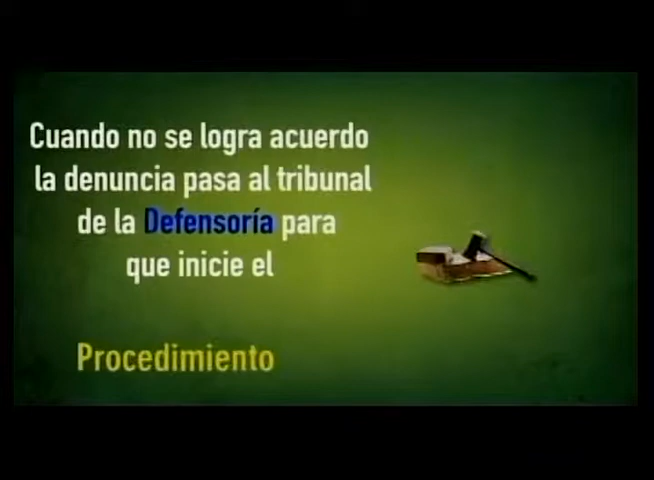 Cuando no se logra acuerdo
la denuncia pasa al tribunal
de la Defensoría para
que inicie el
Procedimiento